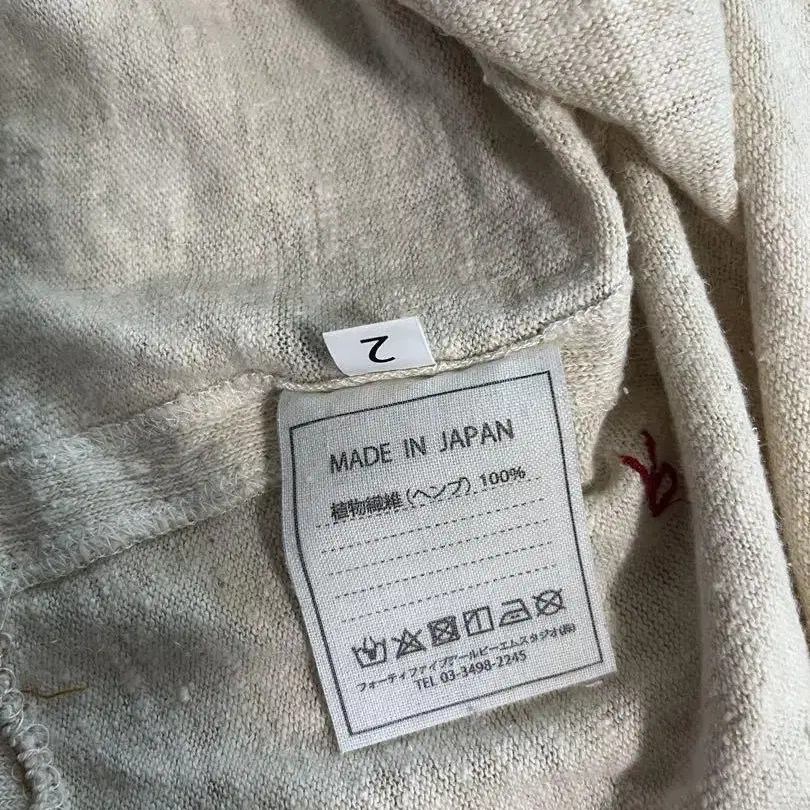 2
MADE IN JAPAN
植物繊維(ヘンプ) 100%
フォーティファイブアールピーエムスタジオ(株)
TEL 03-3498-2245